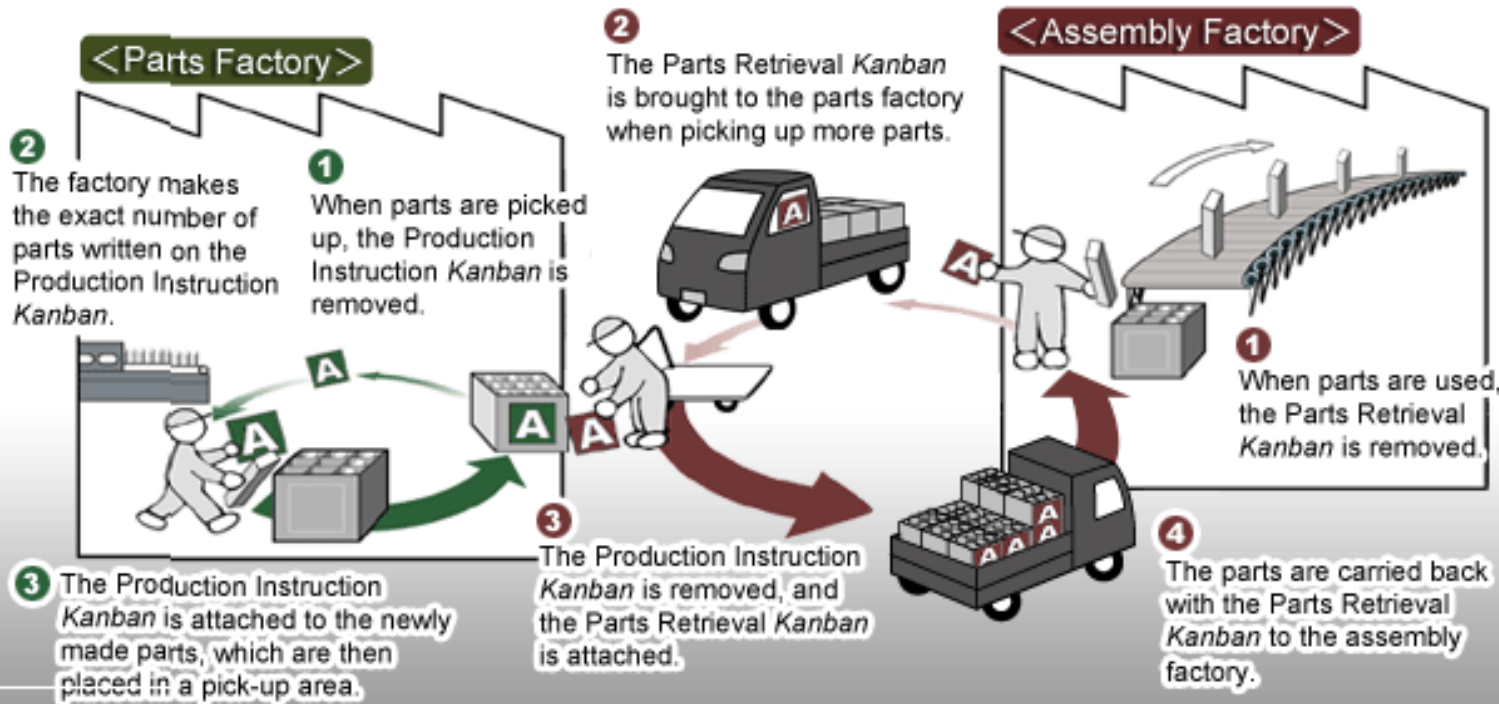 <Parts Factory>
2
The factory makes
the exact number of
parts written on the
Production Instruction
Kanban.
1
When parts are picked
up, the Production
Instruction Kanban is
removed.
A
A
A
A
3
The Production Instruction
Kanban is attached to the newly
made parts, which are then
placed in a pick-up area.
2
The Parts Retrieval Kanban
is brought to the parts factory
when picking up more parts.
A
3
The Production Instruction
Kanban is removed, and
the Parts Retrieval Kanban
is attached.
<Assembly Factory>
A
1
When parts are used,
the Parts Retrieval
Kanban is removed.
A
A A A
4
The parts are carried back
with the Parts Retrieval
Kanban to the assembly
factory.